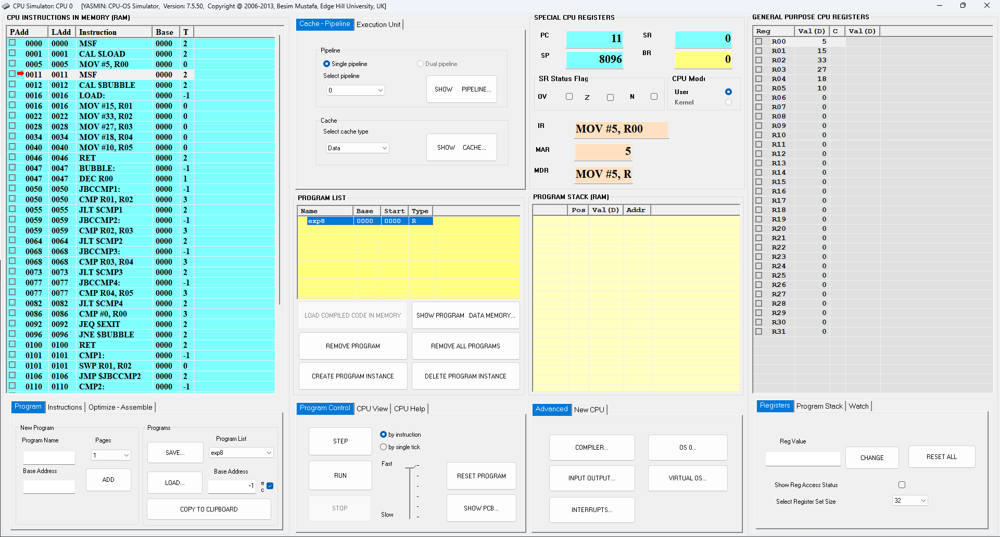 CPU Simulator: CPU 0 [YASMIN: CPU-OS Simulator, Version: 7.5.50, Copyright @ 2006-2013, Besim Mustafa, Edge Hill University, UK]
CPU INSTRUCTIONS IN MEMORY (RAM)
PAdd LAdd Instruction Base T
0000 0000 MSF 0000 2
0001 0001 CAL $LOAD 0000 2
0005 0005 MOV #5, R00 0000 0
0011 0011 MSF 0000 2
0012 0012 CAL $BUBBLE 0000 2
0016 0016 LOAD: 0000 -1
0016 0016 MOV #15, R01 0000 0
0022 0022 MOV #33, R02 0000 0
0028 0028 MOV #27, R03 0000 0
0034 0034 MOV #18, R04 0000 0
0040 0040 MOV #10, R05 0000 0
0046 0046 RET 0000 2
0047 0047 BUBBLE: 0000 -1
0047 0047 DEC R00 0000 1
0050 0050 JBCCMP1: 0000 -1
0050 0050 CMP R01, R02 0000 3
0055 0055 JLT $CMP1 0000 2
0059 0059 JBCCMP2: 0000 -1
0059 0059 CMP R02, R03 0000 3
0064 0064 JLT $CMP2 0000 2
0068 0068 JBCCMP3: 0000 -1
0068 0068 CMP R03, R04 0000 3
0073 0073 JLT $CMP3 0000 2
0077 0077 JBCCMP4: 0000 -1
0077 0077 CMP R04, R05 0000 3
0082 0082 JLT $CMP4 0000 2
0086 0086 CMP #0, R00 0000 3
0092 0092 JEQ $EXIT 0000 2
0096 0096 JNE $BUBBLE 0000 2
0100 0100 RET 0000 2
0101 0101 CMP1: 0000 -1
0101 0101 SWP R01, R02 0000 0
0106 0106 JMP $JBCCMP2 0000 2
0110 0110 CMP2: 0000 -1
Program Instructions Optimize - Assemble
New Program
Program Name Pages
1
Base Address
ADD
Programs
Program List
SAVE... exp8
Base Address
LOAD... -1 e
c
COPY TO CLIPBOARD
Cache - Pipeline Execution Unit
Pipeline
Single pipeline Dual pipeline
Select pipeline
0 SHOW PIPELINE...
Cache
Select cache type
Data SHOW CACHE...
PROGRAM LIST
Name Base Start Type
exp8 0000 0000 R
LOAD COMPILED CODE IN MEMORY SHOW PROGRAM DATA MEMORY...
REMOVE PROGRAM REMOVE ALL PROGRAMS
CREATE PROGRAM INSTANCE DELETE PROGRAM INSTANCE
Program Control CPU View CPU Help
STEP by instruction
by single tick
Fast
RUN RESET PROGRAM
STOP SHOW PCB...
Slow
SPECIAL CPU REGISTERS
PC 11 SR 0
SP 8096 BR 0
SR Status Flag
OV Z N
CPU Mode
User
Kernel
IR MOV #5, R00
MAR 5
MDR MOV #5, R
PROGRAM STACK (RAM)
Pos Val(D) Addr
Advanced New CPU
COMPILER... OS 0...
INPUT OUTPUT... VIRTUAL OS...
INTERRUPTS...
GENERAL PURPOSE CPU REGISTERS
Reg Val(D) C Val(D)
R00 5
R01 15
R02 33
R03 27
R04 18
R05 10
R06 0
R07 0
R08 0
R09 0
R10 0
R11 0
R12 0
R13 0
R14 0
R15 0
R16 0
R17 0
R18 0
R19 0
R20 0
R21 0
R22 0
R23 0
R24 0
R25 0
R26 0
R27 0
R28 0
R29 0
R30 0
R31 0
Registers Program Stack Watch
Reg Value
CHANGE RESET ALL
Show Reg Access Status
Select Register Set Size 32